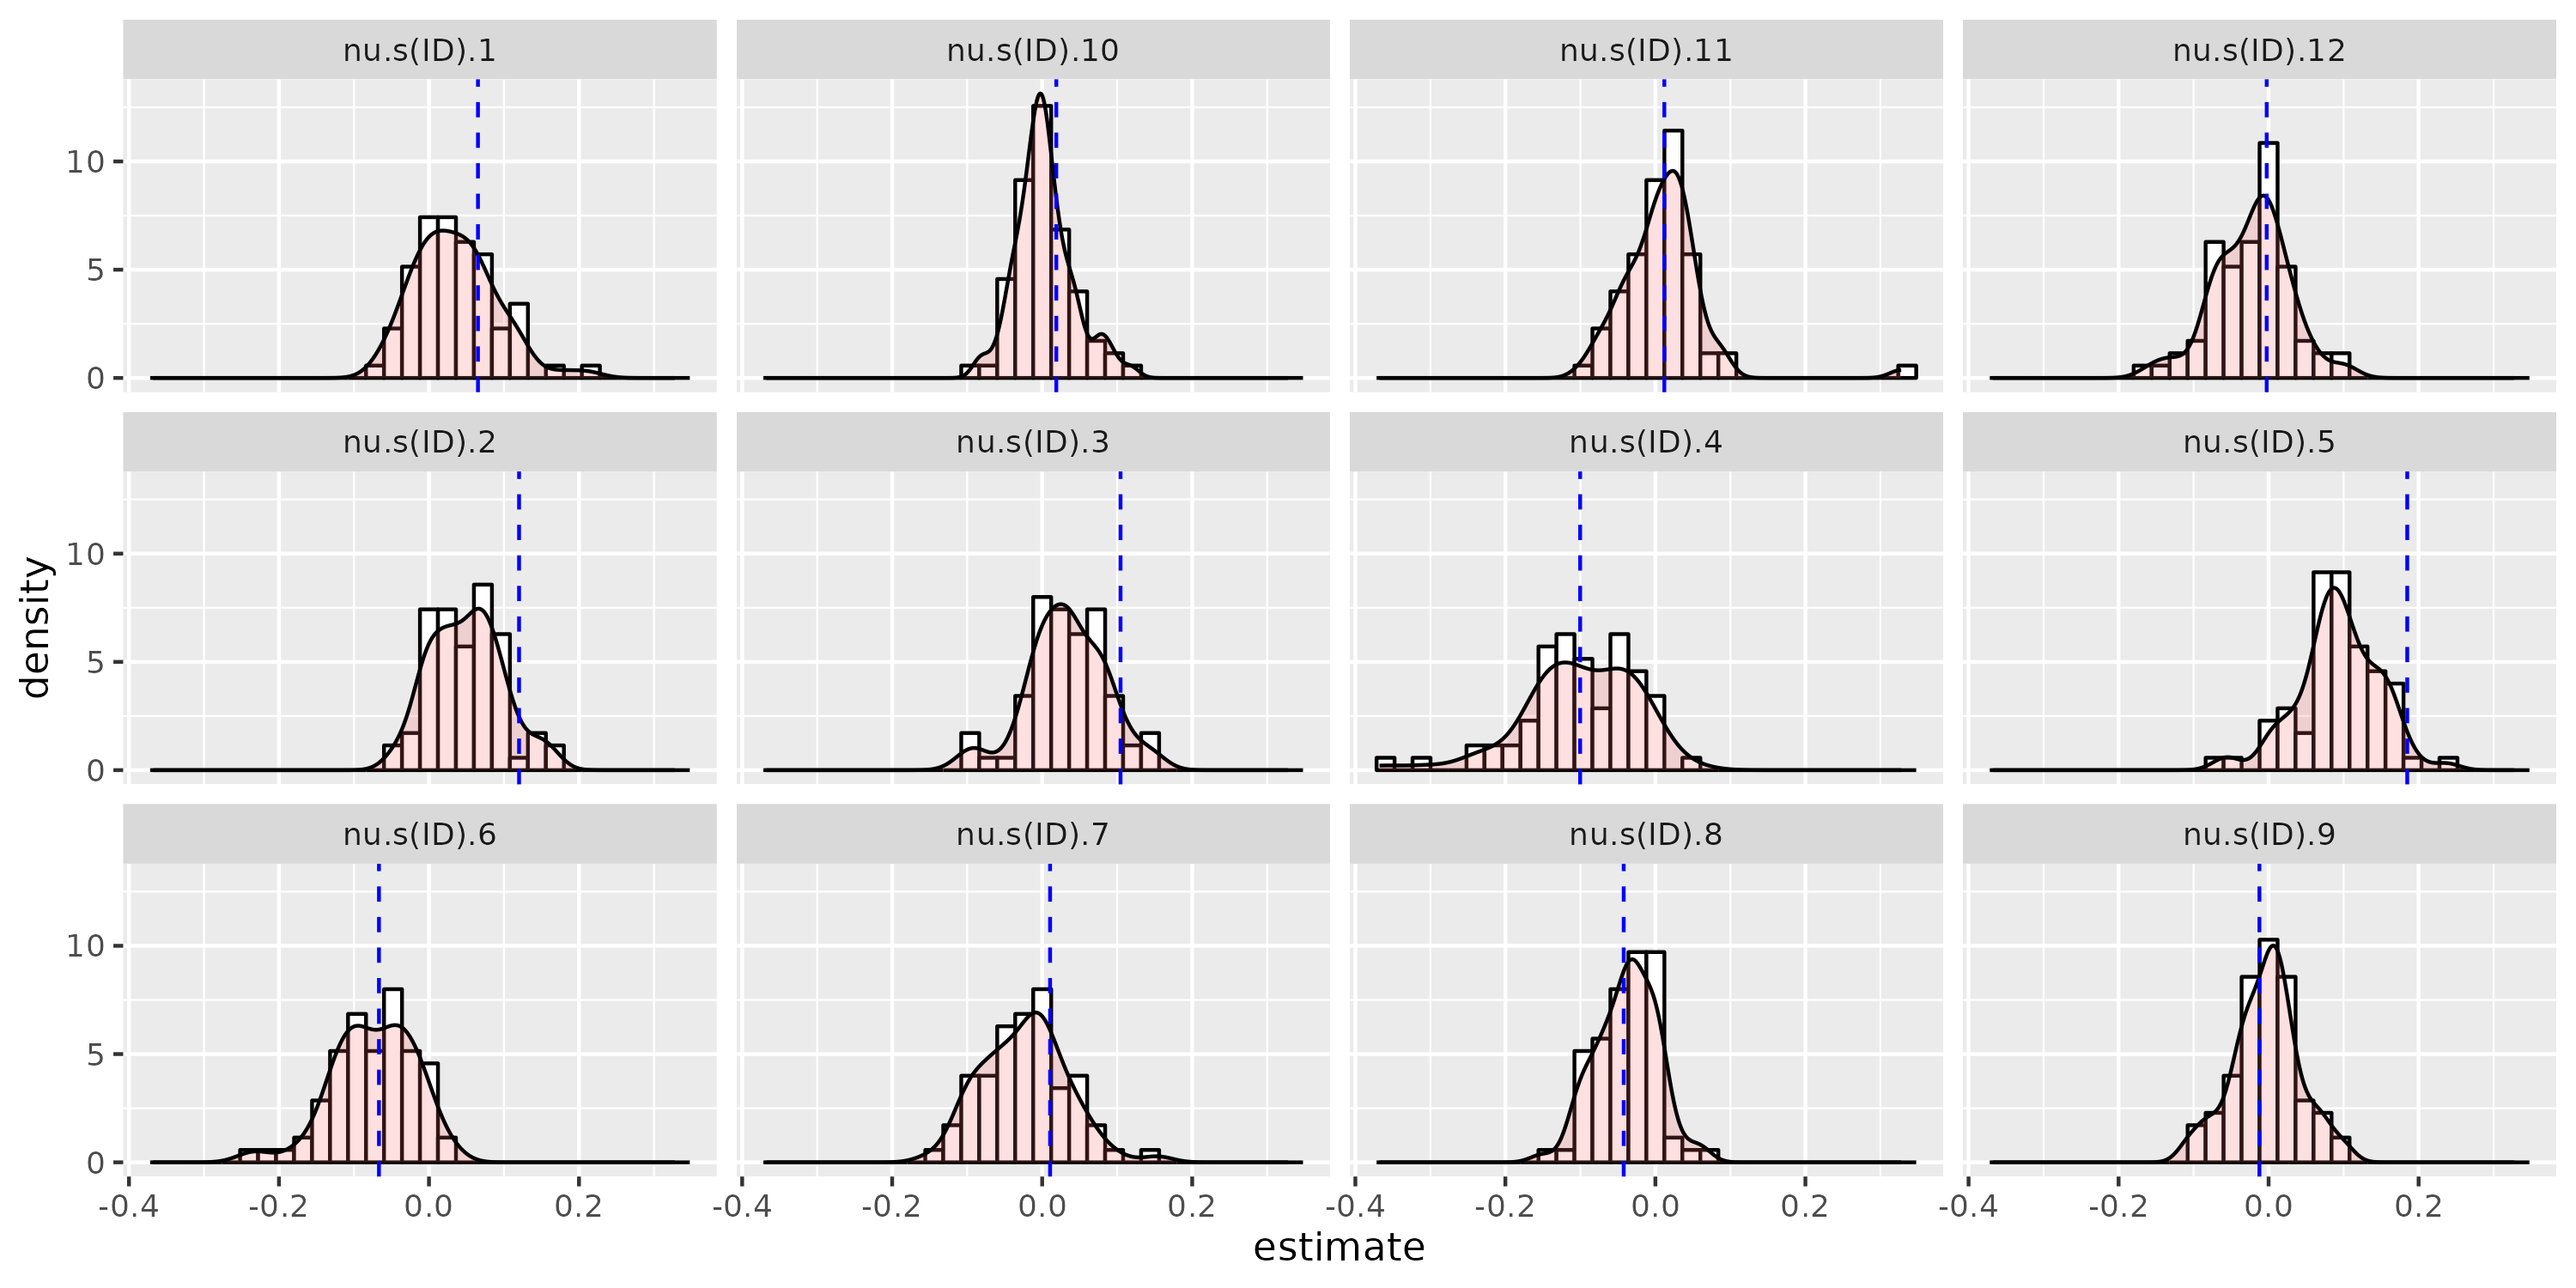 nu.s(ID).1 nu.s(ID).10 nu.s(ID).11 nu.s(ID).12
10
5
0
nu.s(ID).2 nu.s(ID).3 nu.s(ID).4 nu.s(ID).5
10
5
0
density
nu.s(ID).6 nu.s(ID).7 nu.s(ID).8 nu.s(ID).9
10
5
0
-0.4 -0.2 0.0 0.2 -0.4 -0.2 0.0 0.2 -0.4 -0.2 0.0 0.2 -0.4 -0.2 0.0 0.2
estimate